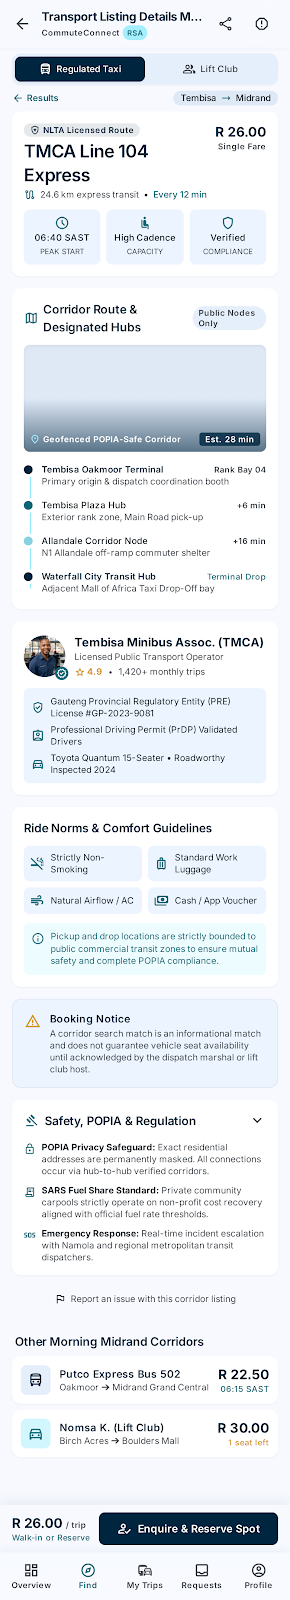 Transport Listing Details M...
CommuteConnect RSA
Regulated Taxi
Lift Club
Results
Tembisa → Midrand
NLTA Licensed Route
R 26.00
Single Fare
TMCA Line 104
Express
24.6 km express transit • Every 12 min
06:40 SAST
PEAK START
High Cadence
CAPACITY
Verified
COMPLIANCE
Corridor Route &
Designated Hubs
Public Nodes
Only
Geofenced POPIA-Safe Corridor
Est. 28 min
Tembisa Oakmoor Terminal
Rank Bay 04
Primary origin & dispatch coordination booth
Tembisa Plaza Hub
+6 min
Exterior rank zone, Main Road pick-up
Allandale Corridor Node
+16 min
N1 Allandale off-ramp commuter shelter
Waterfall City Transit Hub
Terminal Drop
Adjacent Mall of Africa Taxi Drop-Off bay
Tembisa Minibus Assoc. (TMCA)
Licensed Public Transport Operator
4.9 • 1,420+ monthly trips
Gauteng Provincial Regulatory Entity (PRE)
License #GP-2023-9081
Professional Driving Permit (PrDP) Validated
Drivers
Toyota Quantum 15-Seater • Roadworthy
Inspected 2024
Ride Norms & Comfort Guidelines
Strictly Non-
Smoking
Standard Work
Luggage
Natural Airflow / AC
Cash / App Voucher
Pickup and drop locations are strictly bounded to
public commercial transit zones to ensure mutual
safety and complete POPIA compliance.
Booking Notice
A corridor search match is an informational match
and does not guarantee vehicle seat availability
until acknowledged by the dispatch marshal or lift
club host.
Safety, POPIA & Regulation
POPIA Privacy Safeguard: Exact residential
addresses are permanently masked. All connections
occur via hub-to-hub verified corridors.
SARS Fuel Share Standard: Private community
carpools strictly operate on non-profit cost recovery
aligned with official fuel rate thresholds.
SOS
Emergency Response: Real-time incident escalation
with Namola and regional metropolitan transit
dispatchers.
Report an issue with this corridor listing
Other Morning Midrand Corridors
Putco Express Bus 502
R 22.50
Oakmoor → Midrand Grand Central
06:15 SAST
Nomsa K. (Lift Club)
R 30.00
Birch Acres → Boulders Mall
1 seat left
R 26.00 / trip
Walk-in or Reserve
Enquire & Reserve Spot
Overview
Find
My Trips
Requests
Profile